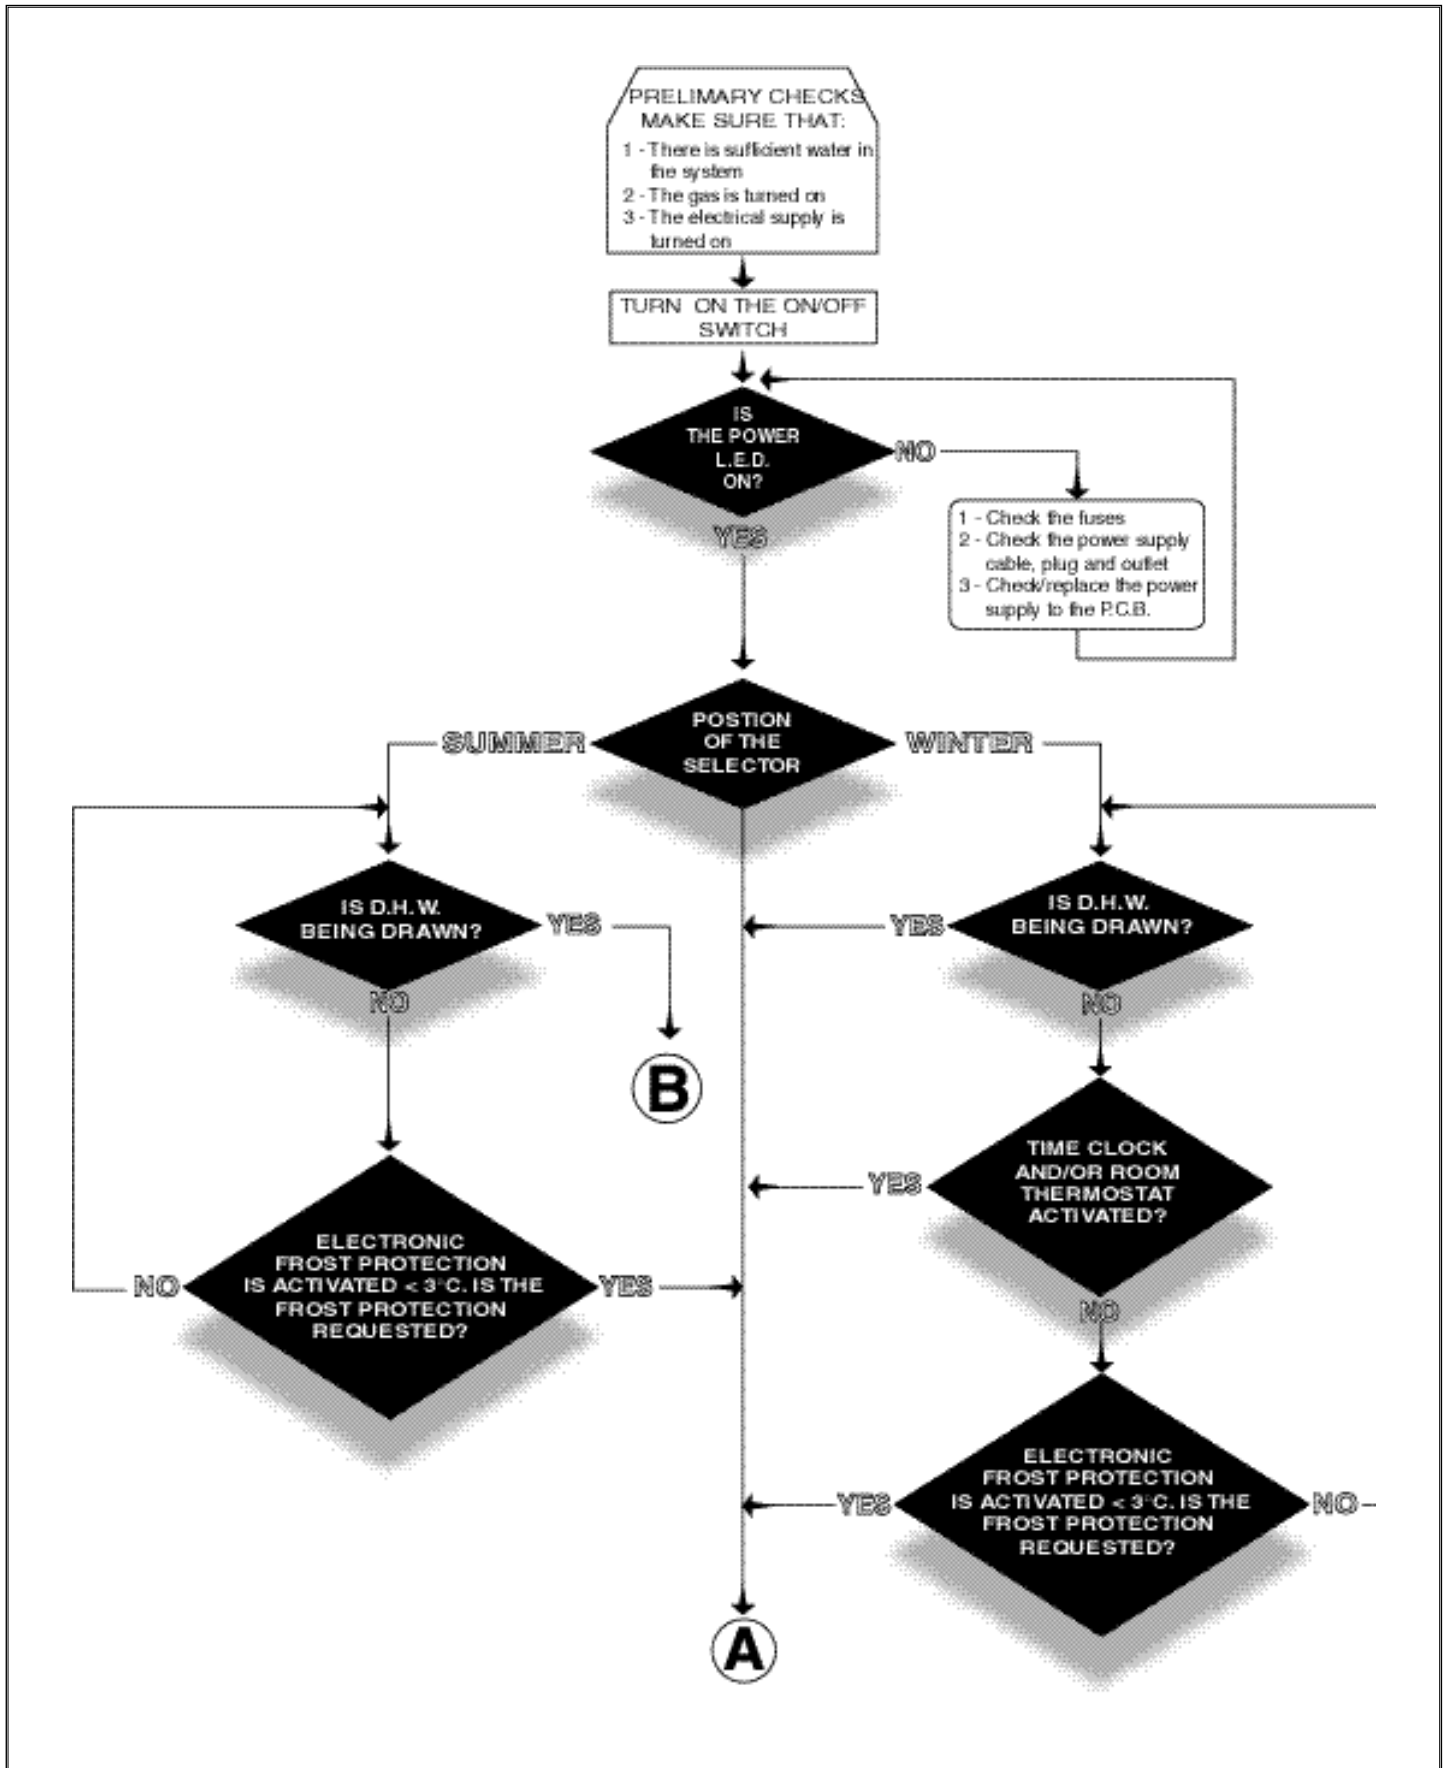 PRELIMARY CHECKS
MAKE SURE THAT:
1 - There is sufficient water in
the system
2 - The gas is turned on
3 - The electrical supply is
turned on
TURN ON THE ON/OFF
SWITCH
IS
THE POWER
L.E.D.
ON?
NO
YES
1 - Check the fuses
2 - Check the power supply
cable, plug and outlet
3 - Check/replace the power
supply to the P.C.B.
POSTION
OF THE
SELECTOR
SUMMER
WINTER
IS D.H.W.
BEING DRAWN?
YES
NO
B
YES
IS D.H.W.
BEING DRAWN?
NO
YES
TIME CLOCK
AND/OR ROOM
THERMOSTAT
ACTIVATED?
NO
NO
ELECTRONIC
FROST PROTECTION
IS ACTIVATED < 3°C. IS THE
FROST PROTECTION
REQUESTED?
YES
YES
ELECTRONIC
FROST PROTECTION
IS ACTIVATED < 3°C. IS THE
FROST PROTECTION
REQUESTED?
NO
A